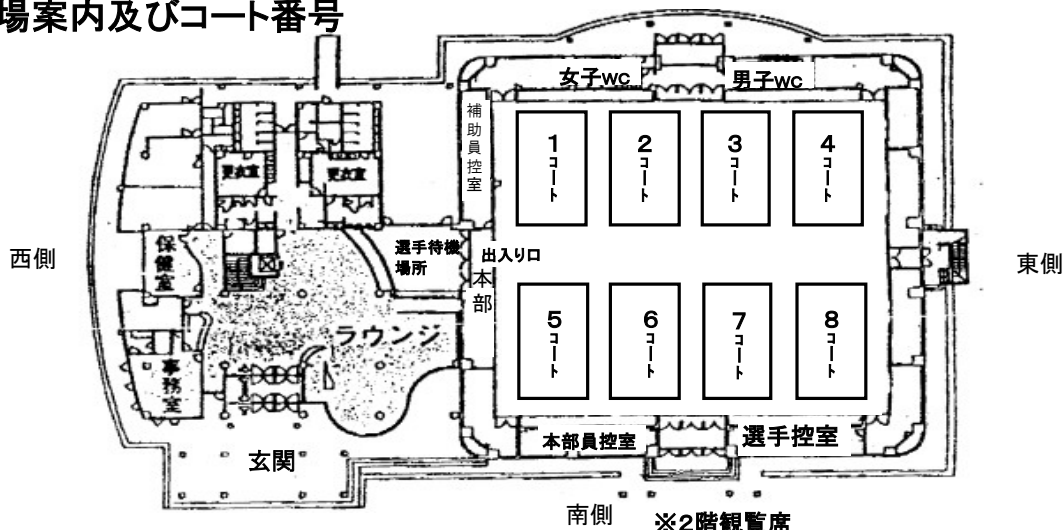 場案内及びコート番号
女子WC
男子WC
補助員控室
1コート
2コート
3コート
4コート
更衣室
更衣室
西側
保健室
選手待機
場所
出入り口
本部
東側
ラウンジ
5コート
6コート
7コート
8コート
事務室
本部員控室
選手控室
玄関
南側
※2階観覧席